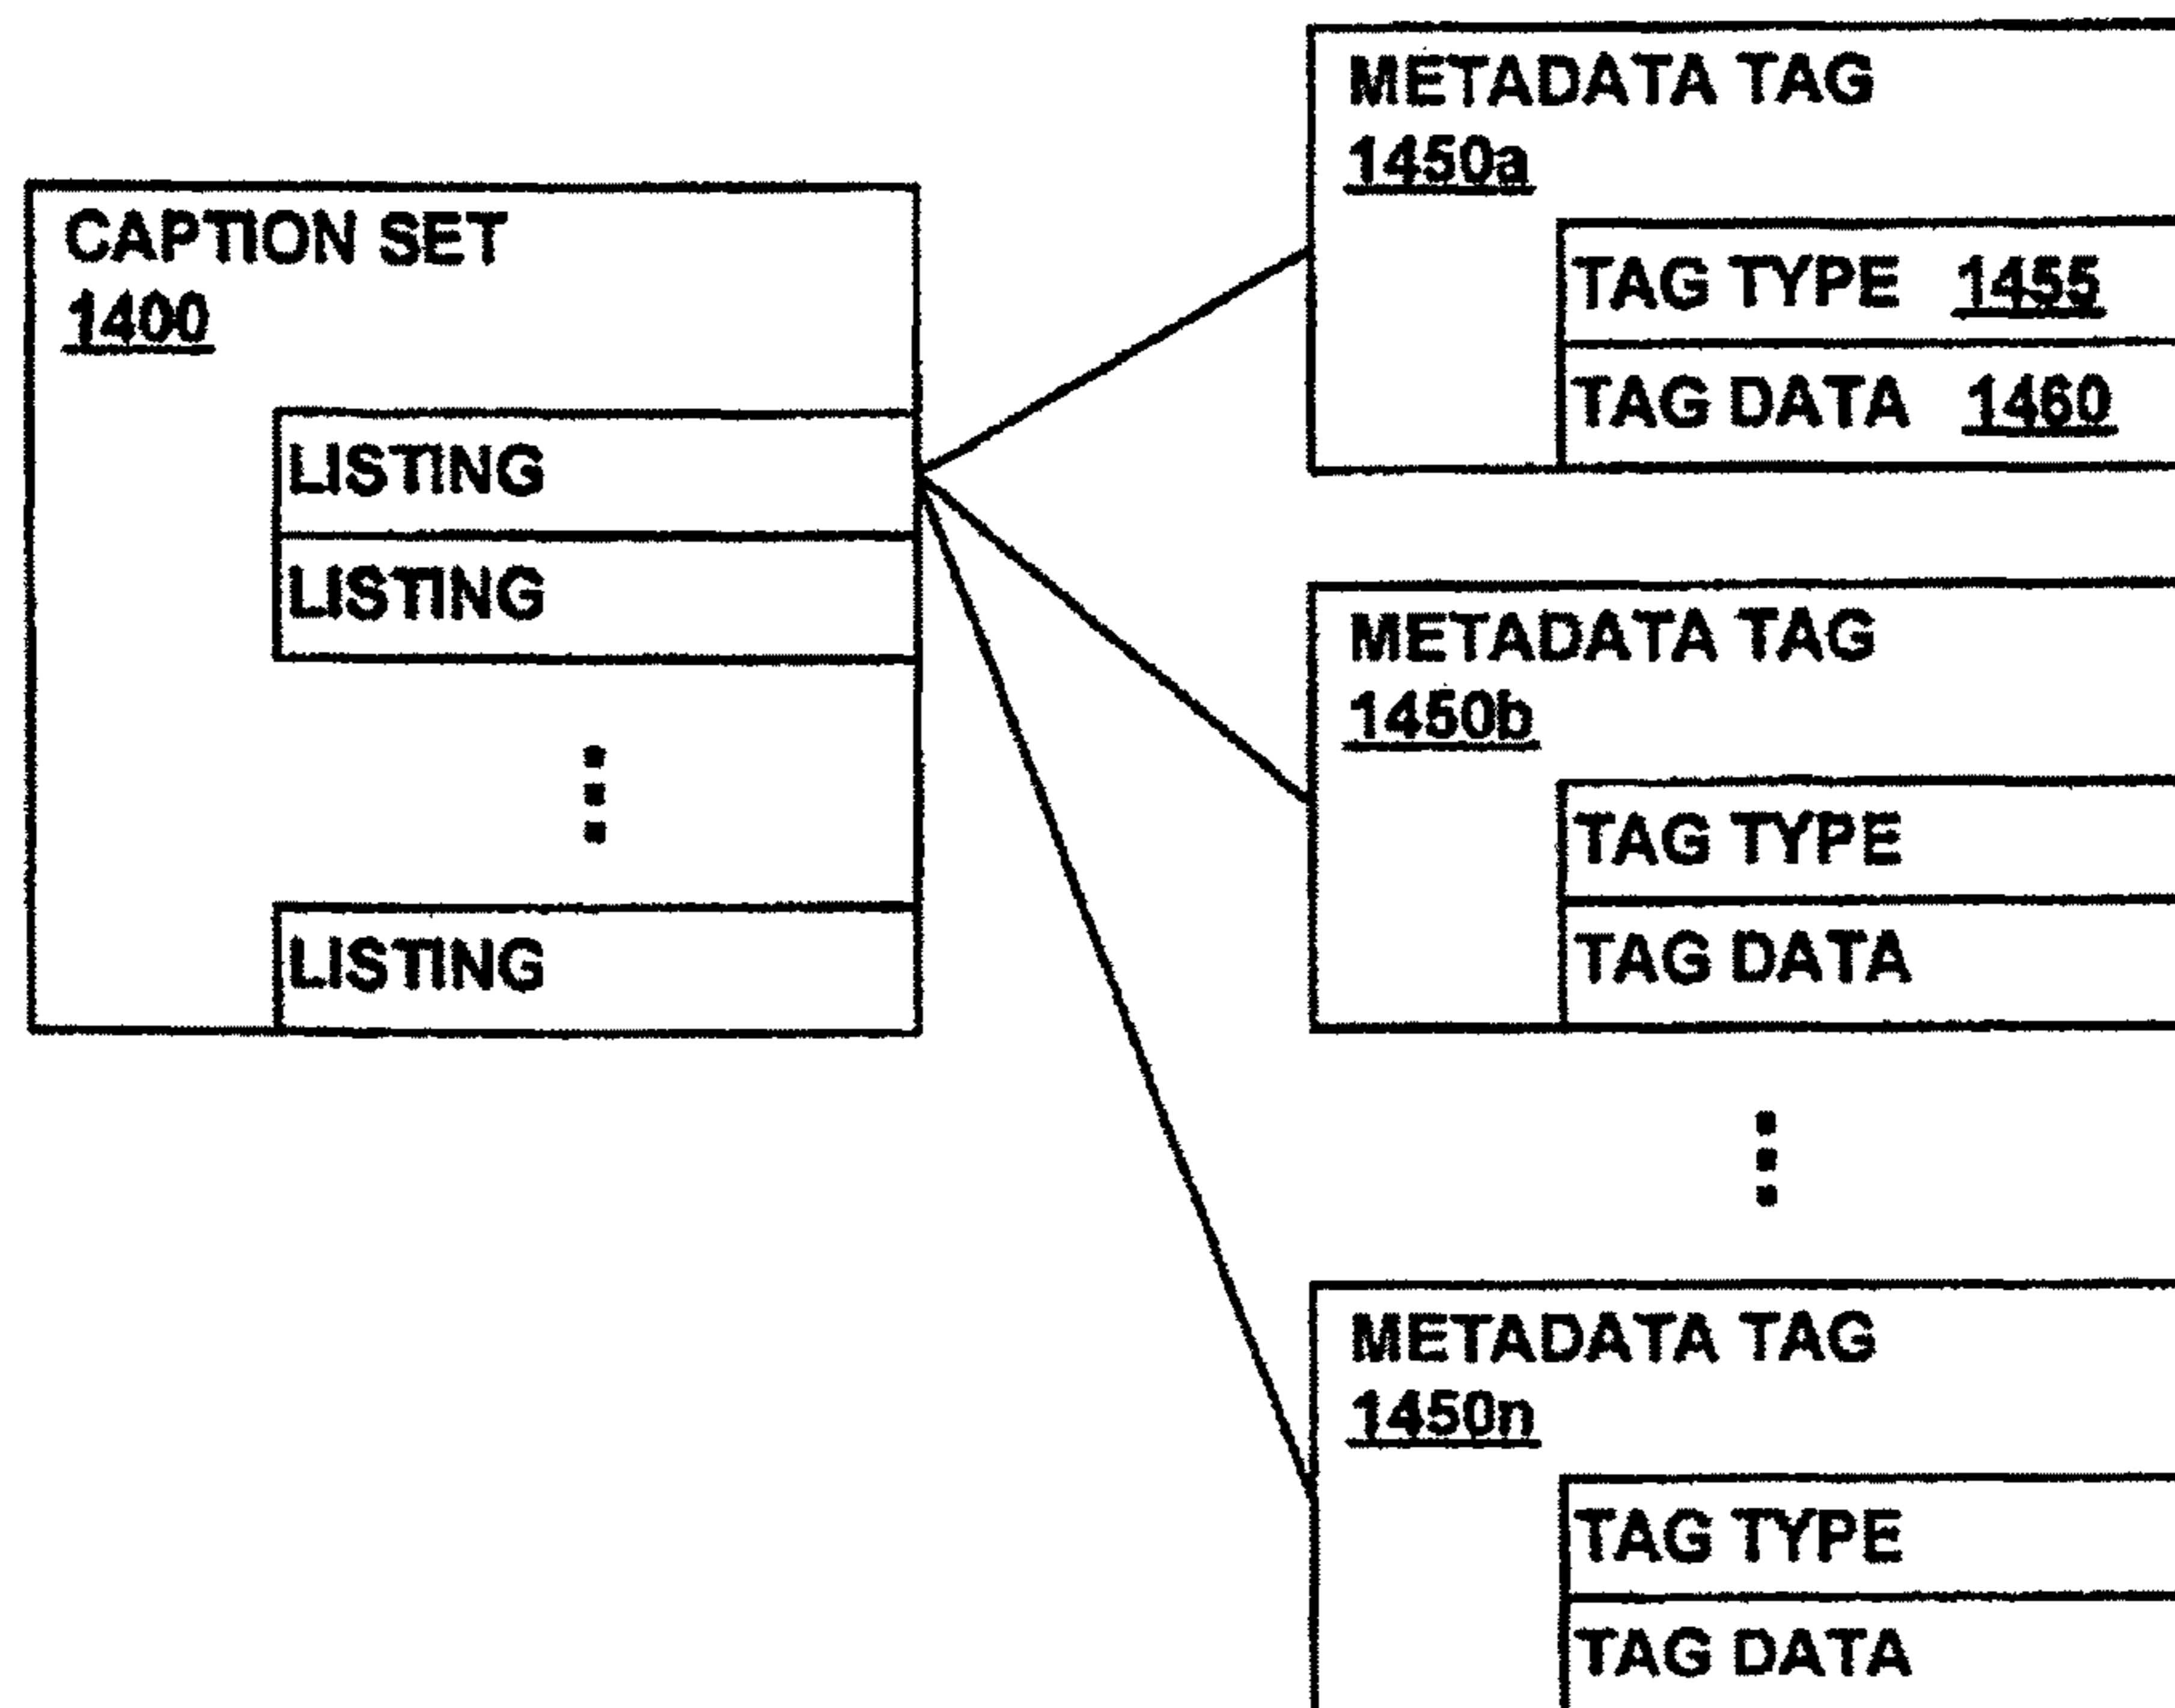 CAPTION SET
1400
LISTING
LISTING
LISTING
METADATA TAG
1450a
TAG TYPE 1455
TAG DATA 1460
METADATA TAG
1450b
TAG TYPE
TAG DATA
METADATA TAG
1450n
TAG TYPE
TAG DATA